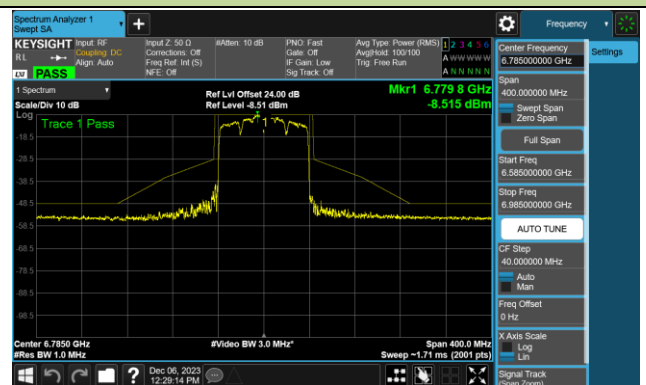 Spectrum Analyzer 1
Swept SA
Frequency
KEYSIGHT
RL
LV PASS
Input: RF
Coupling: DC
Align: Auto
Input Z: 50 Ω
Corrections: Off
Freq Ref: Int (S)
NFE: Off
#Atten: 10 dB
PNO: Fast
Gate: Off
IF Gain: Low
Sig Track: Off
Avg Type: Power (RMS)
Avg|Hold: 100/100
Trig: Free Run
1 2 3 4 5 6
A W W W W W
A N N N N N
1 Spectrum
Scale/Div 10 dB
Ref Lvl Offset 24.00 dB
Ref Level -8.51 dBm
Mkr1 6.779 8 GHz
-8.515 dBm
Log
Trace 1 Pass
1
-18.5
-28.5
-38.5
-48.5
-58.5
-68.5
-78.5
-88.5
-98.5
Center 6.7850 GHz
#Res BW 1.0 MHz
#Video BW 3.0 MHz*
Span 400.0 MHz
Sweep ~1.71 ms (2001 pts)
Dec 06, 2023
12:29:14 PM
Center Frequency
6.785000000 GHz
Settings
Span
400.000000 MHz
Swept Span
Zero Span
Full Span
Start Freq
6.585000000 GHz
Stop Freq
6.985000000 GHz
AUTO TUNE
CF Step
40.000000 MHz
Auto
Man
Freq Offset
0 Hz
X Axis Scale
Log
Lin
Signal Track
(Span Zoom)